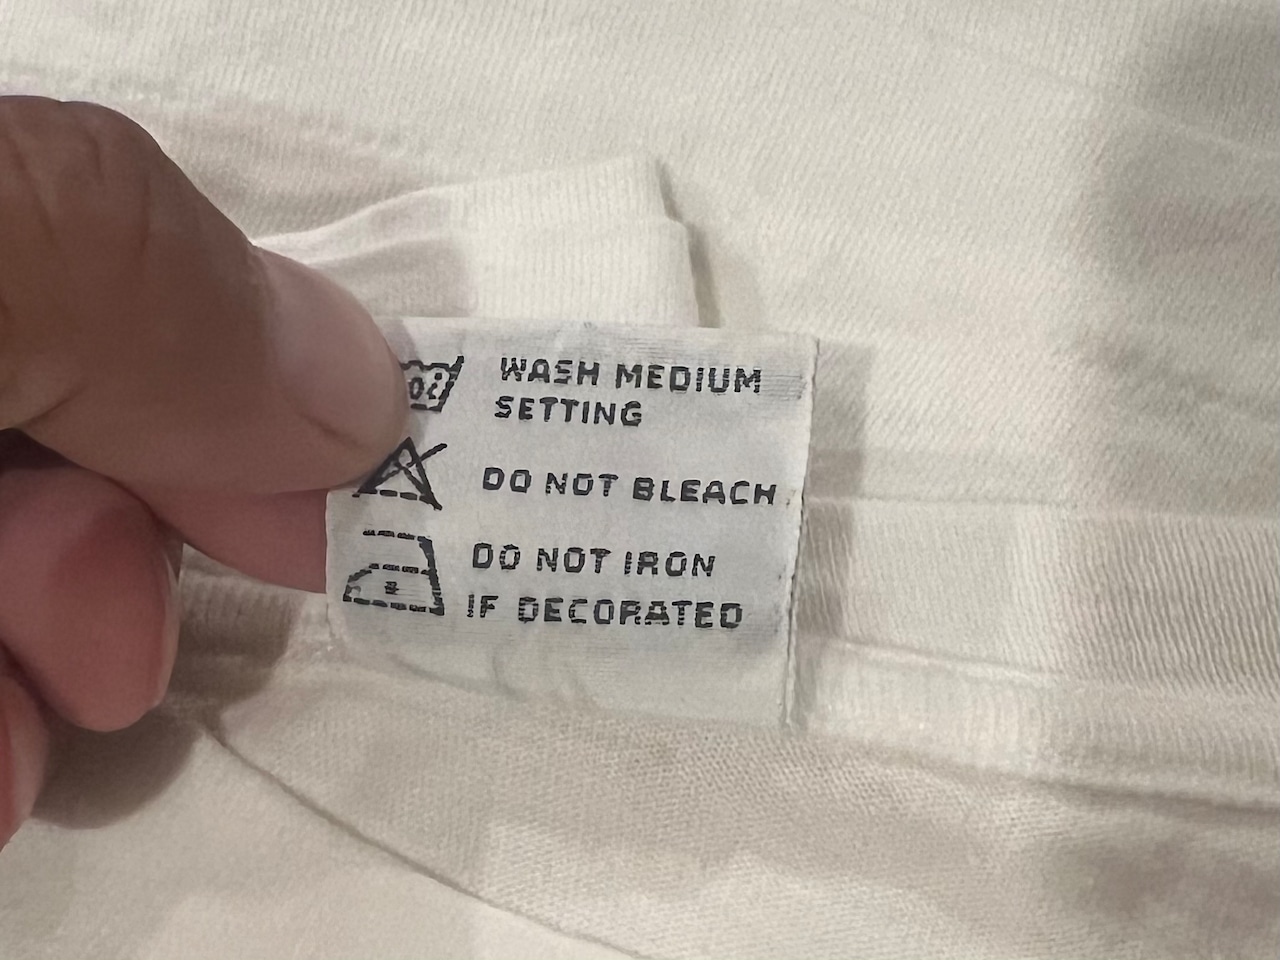 WASH MEDIUM
SETTING
DO NOT BLEACH
DO NOT IRON
IF DECORATED